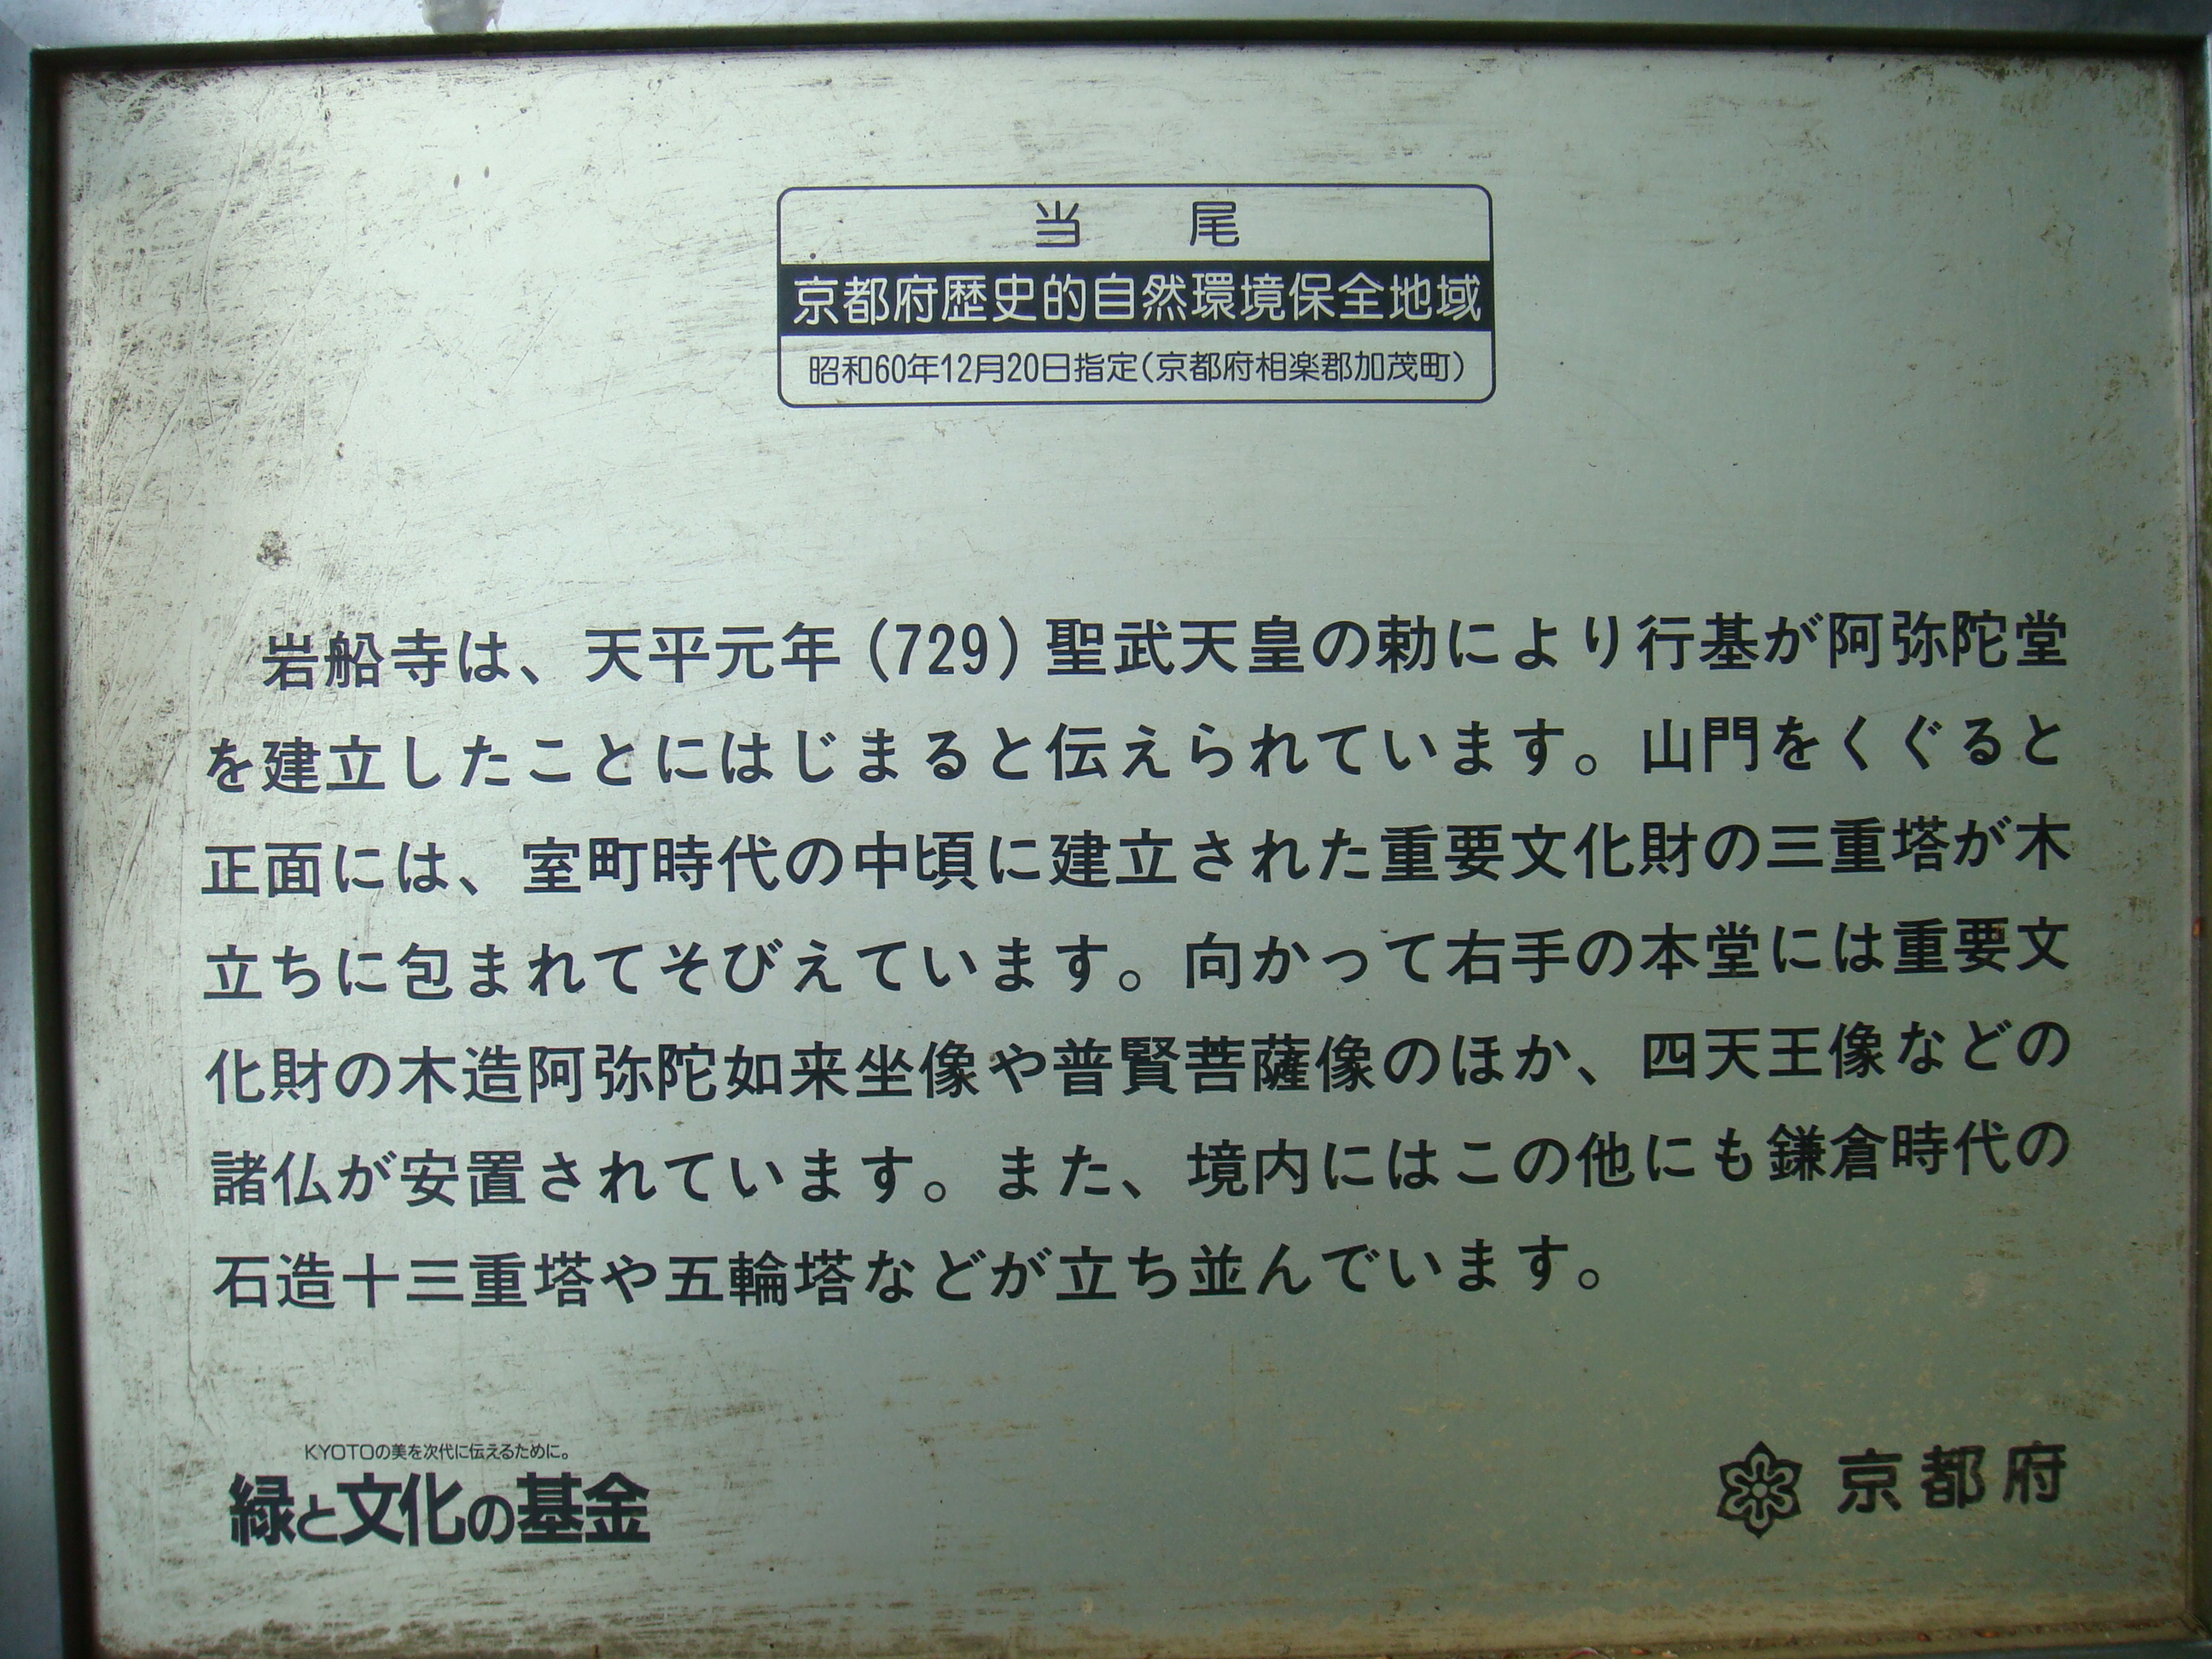 当尾
京都府歴史的自然環境保全地域
昭和60年12月20日指定(京都府相楽郡加茂町)
岩船寺は、天平元年(729)聖武天皇の勅により行基が阿弥陀堂
を建立したことにはじまると伝えられています。山門をくぐると
正面には、室町時代の中頃に建立された重要文化財の三重塔が木
立ちに包まれてそびえています。向かって右手の本堂には重要文
化財の木造阿弥陀如来坐像や普賢菩薩像のほか、四天王像などの
諸仏が安置されています。また、境内にはこの他にも鎌倉時代の
石造十三重塔や五輪塔などが立ち並んでいます。
KYOTOの美を次代に伝えるために。
緑と文化の基金
京都府